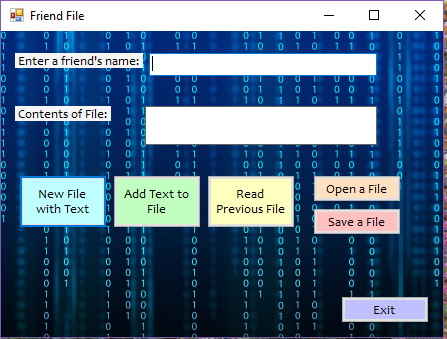 Friend File
Enter a friend's name:
Contents of File:
New File
with Text
Add Text to
File
Read
Previous File
Open a File
Save a File
Exit